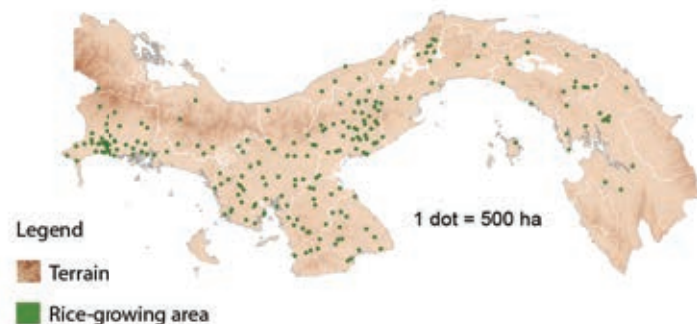 1 dot = 500 ha
Legend
Terrain
Rice-growing area